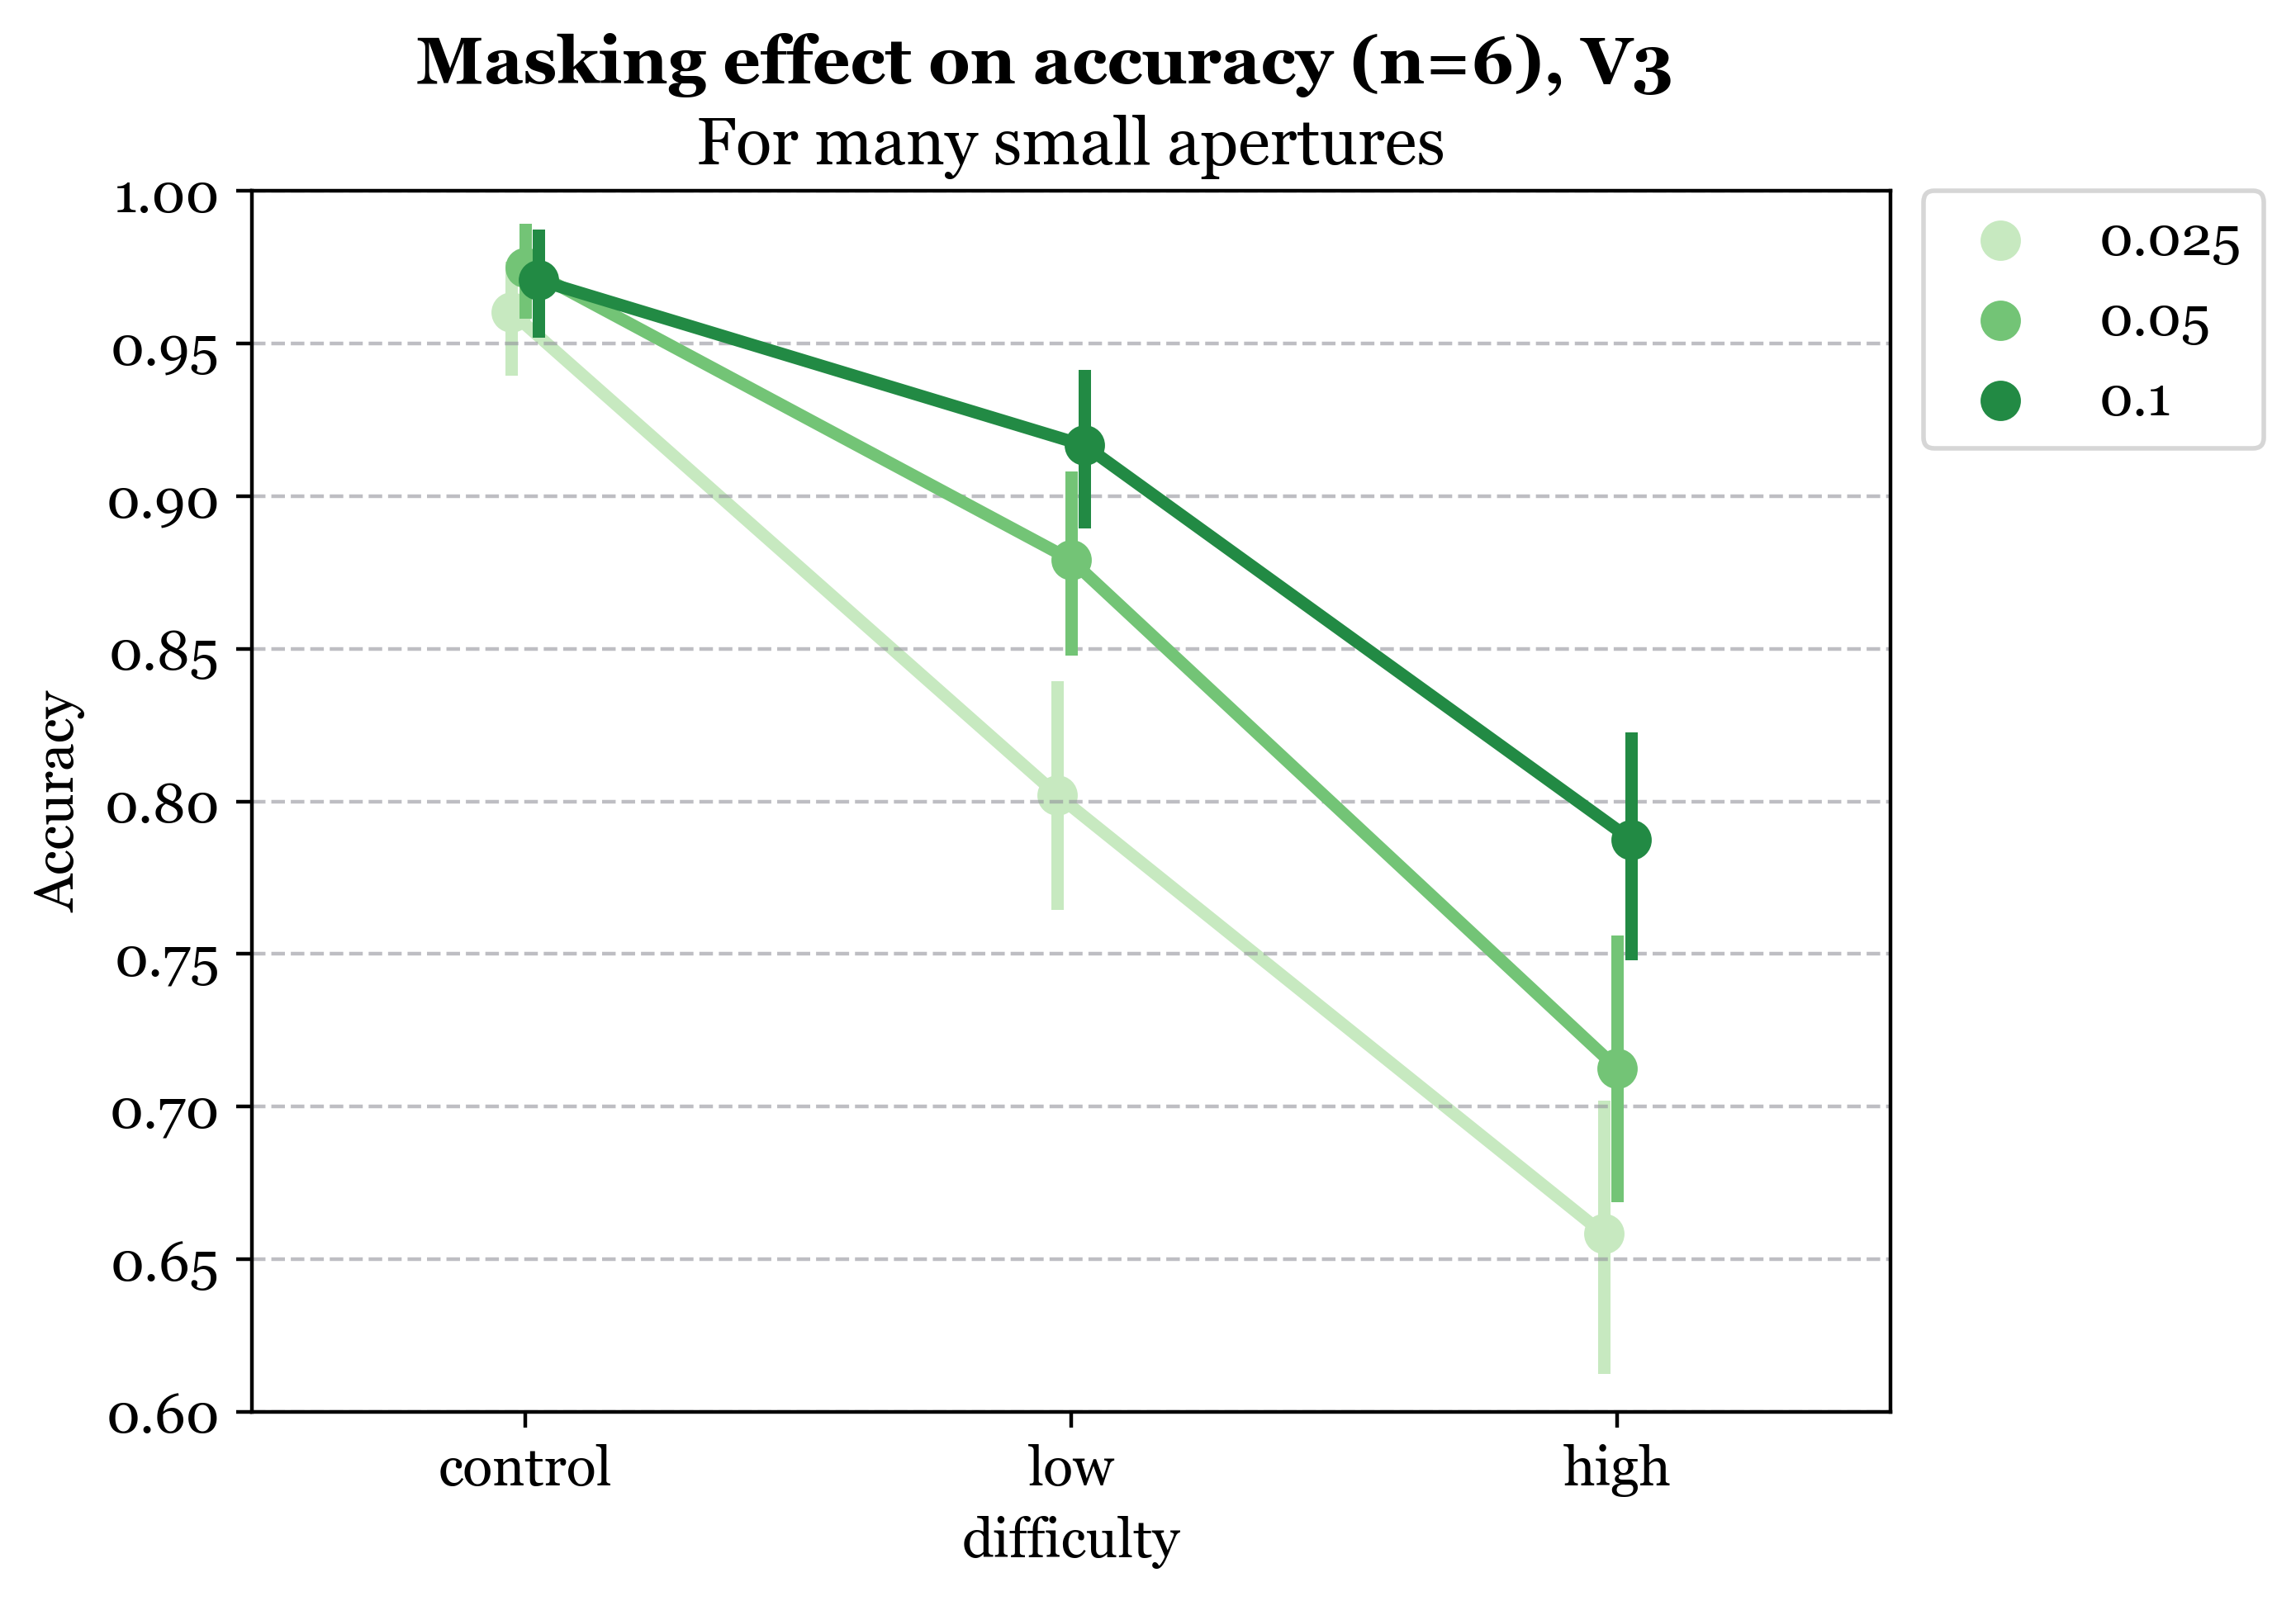 Masking effect on accuracy (n=6), V3
For many small apertures
1.00
0.95
0.90
0.85
0.80
0.75
0.70
0.65
0.60
Accuracy
control
low
high
difficulty
0.025
0.05
0.1